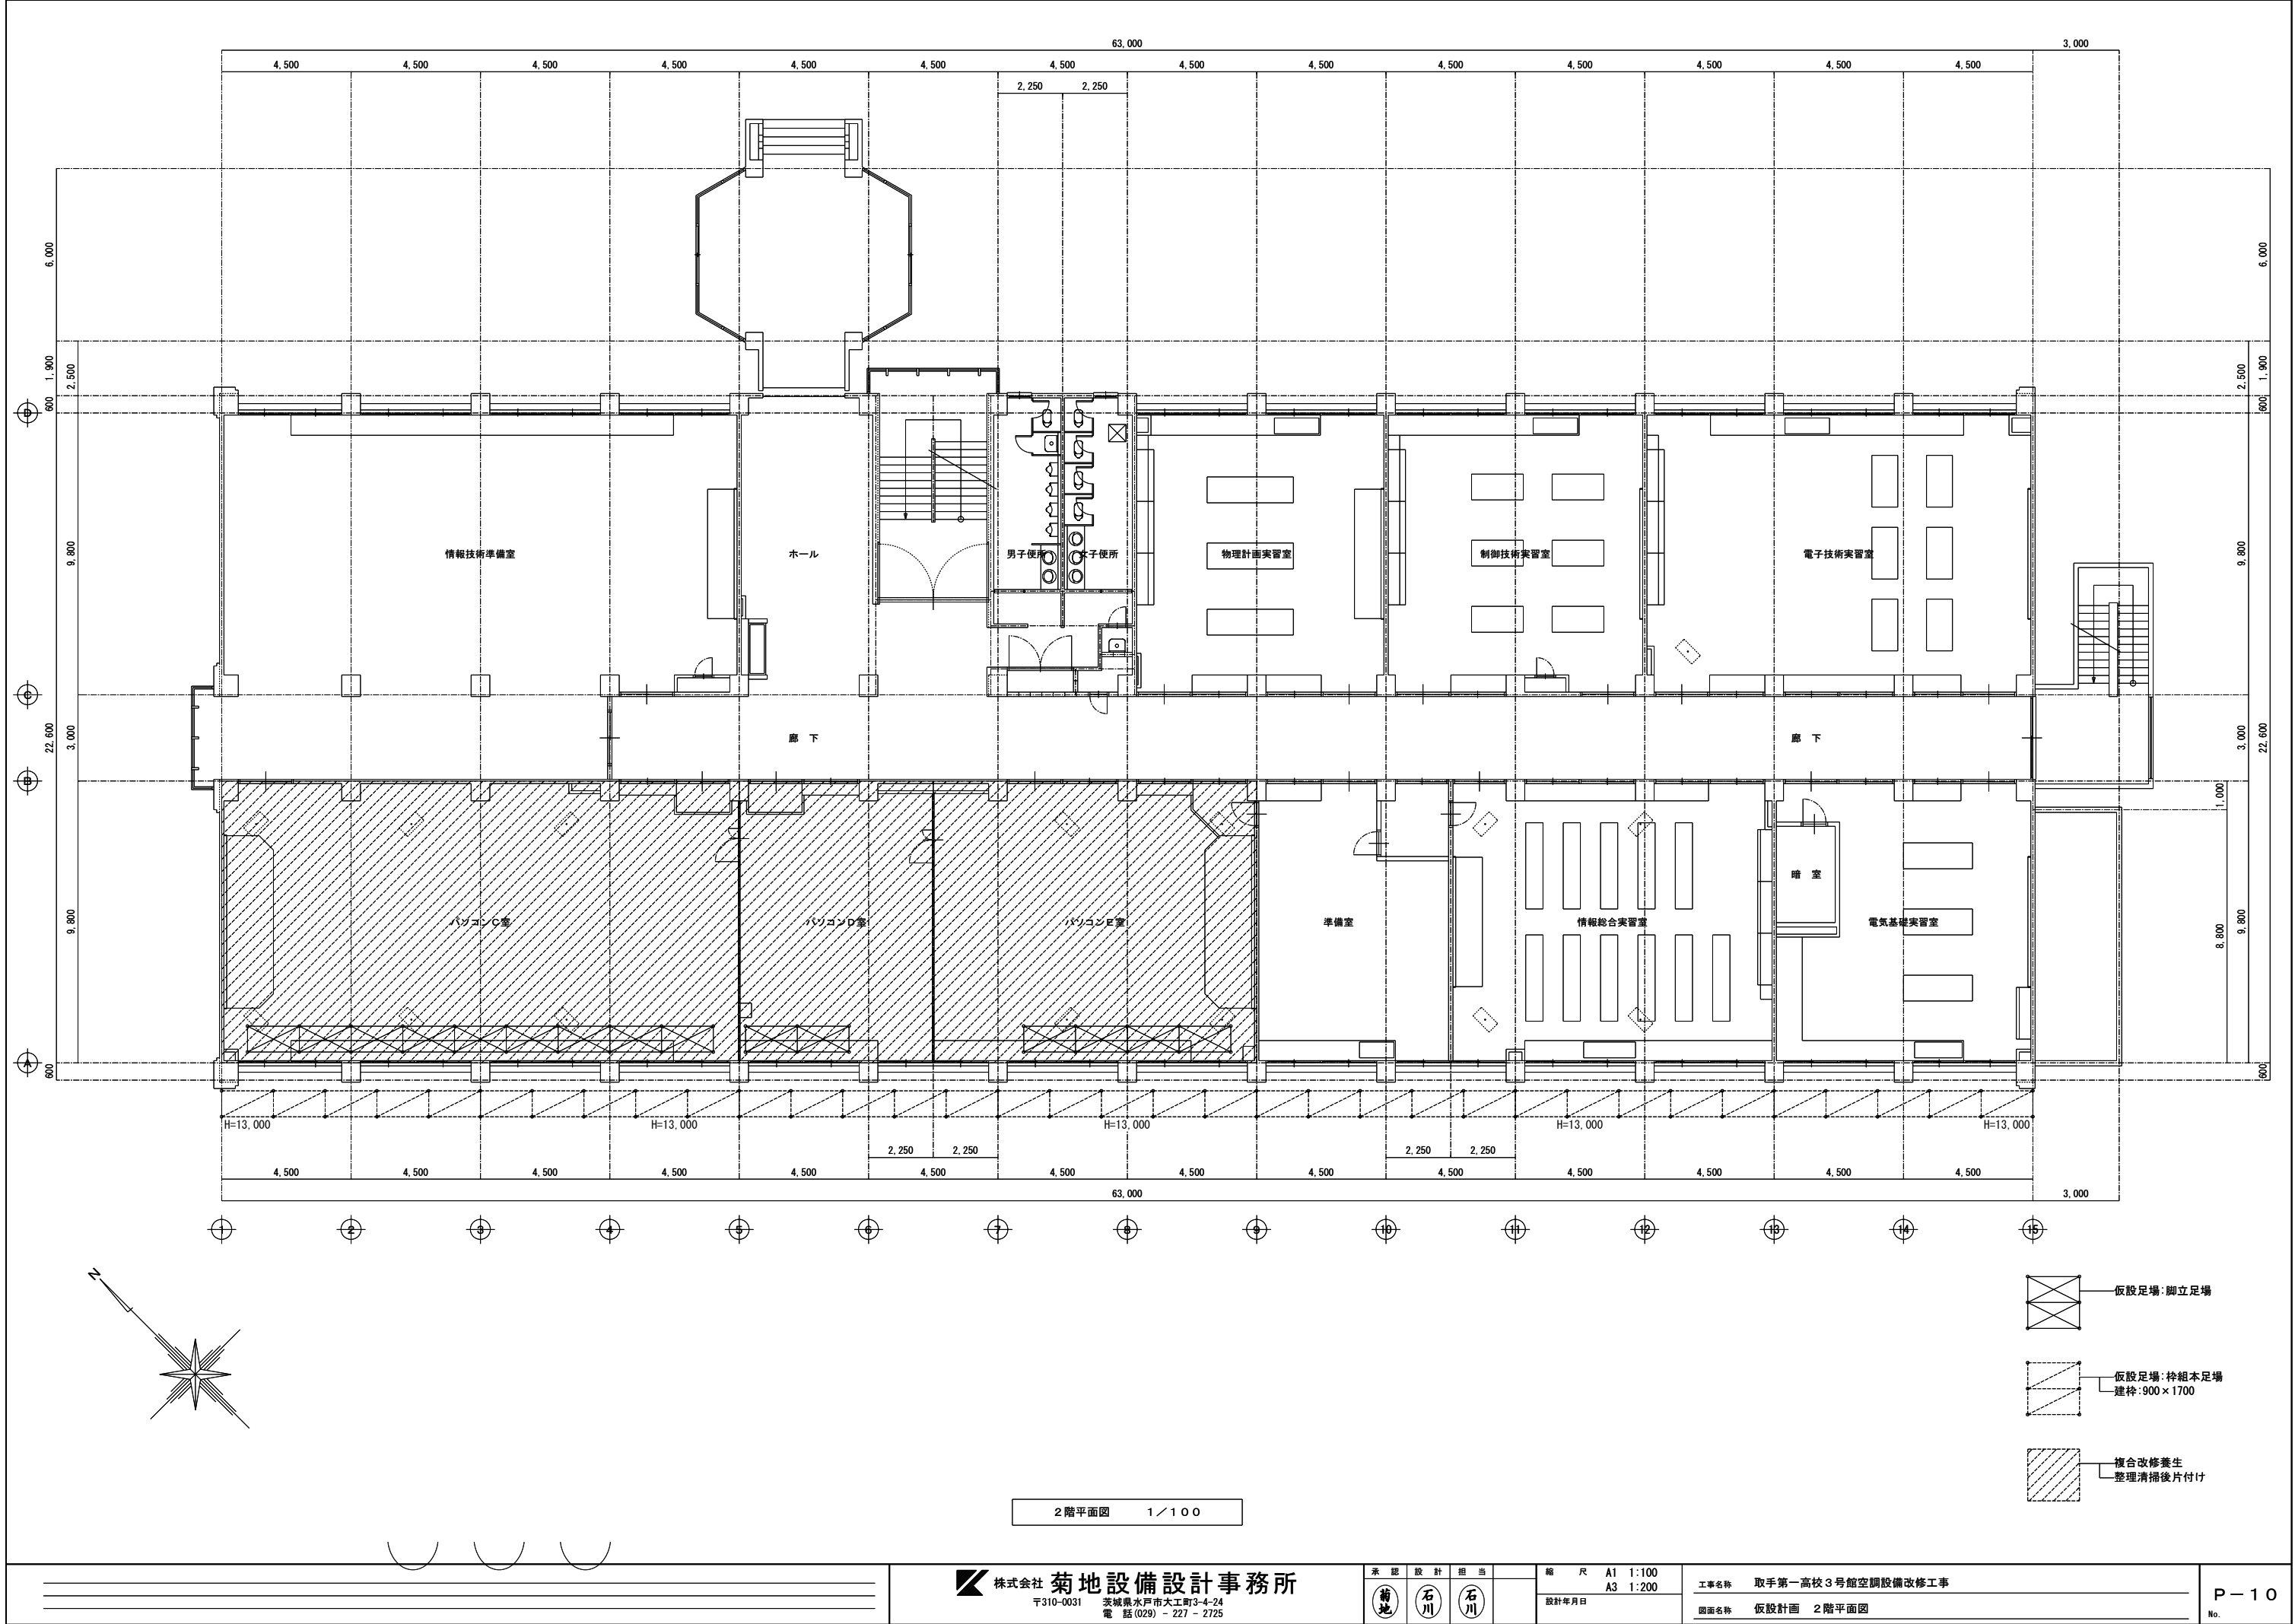 63,000
3,000
4,500 4,500 4,500 4,500 4,500 4,500 4,500 4,500 4,500 4,500 4,500 4,500 4,500 4,500
2,250 2,250
6,000
6,000
1,900
2,500
600
2,500
1,900
600
D
9,800
情報技術準備室
ホール
男子便所
女子便所
物理計画実習室
制御技術実習室
電子技術実習室
9,800
C
22,600
3,000
廊 下
廊 下
3,000
22,600
B
1,000
9,800
パソコンC室
パソコンD室
パソコンE室
準備室
情報総合実習室
暗 室
電気基礎実習室
8,800
9,800
A
600
600
H=13,000
H=13,000
H=13,000
H=13,000
H=13,000
2,250 2,250
2,250 2,250
4,500 4,500 4,500 4,500 4,500 4,500 4,500 4,500 4,500 4,500 4,500 4,500 4,500 4,500
63,000
3,000
1 2 3 4 5 6 7 8 9 10 11 12 13 14 15
N
仮設足場:脚立足場
仮設足場:枠組本足場
建枠:900×1700
複合改修養生
整理清掃後片付け
2階平面図 1/100
株式会社 菊地設備設計事務所
〒310-0031 茨城県水戸市大工町3-4-24
電 話(029) - 227 - 2725
承 認 設 計 担 当
菊地 石川 石川
縮 尺 A1 1:100
A3 1:200
設計年月日
工事名称 取手第一高校3号館空調設備改修工事
図面名称 仮設計画 2階平面図
P-10
No.